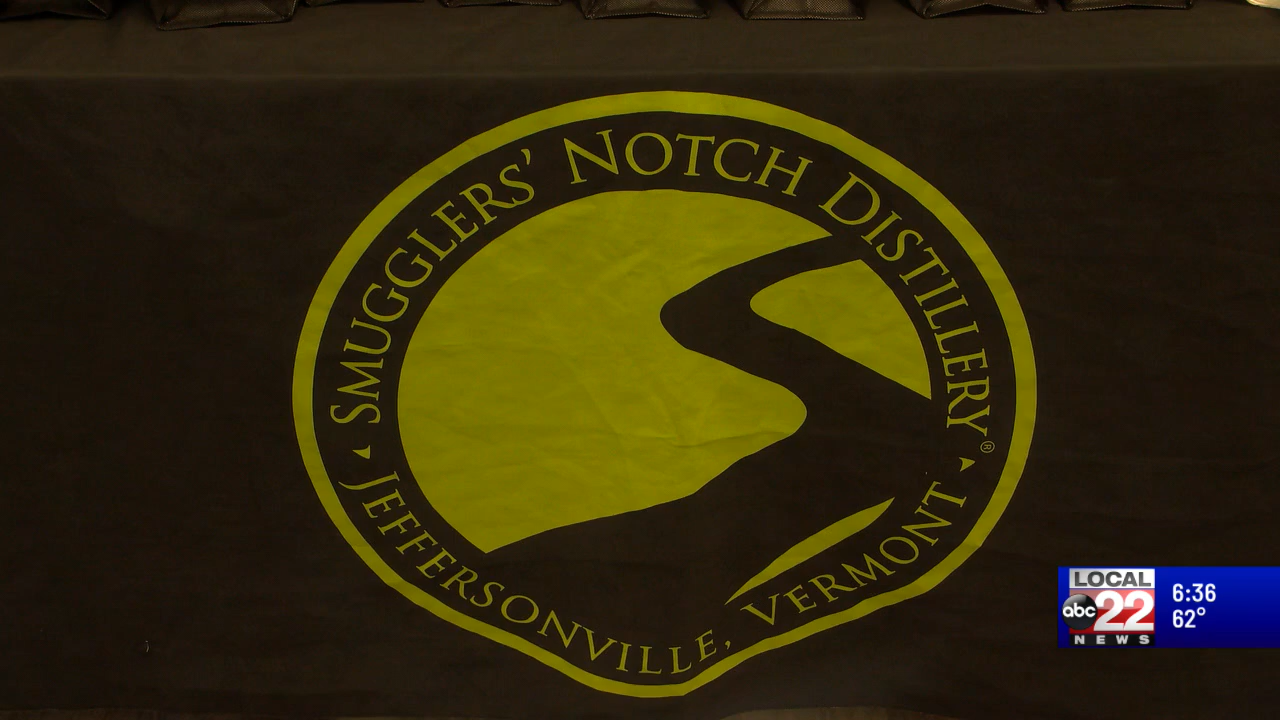 SMUGGLERS' NOTCH DISTILLERY®
JEFFERSONVILLE, VERMONT
LOCAL
abc 22
NEWS
6:36
62°